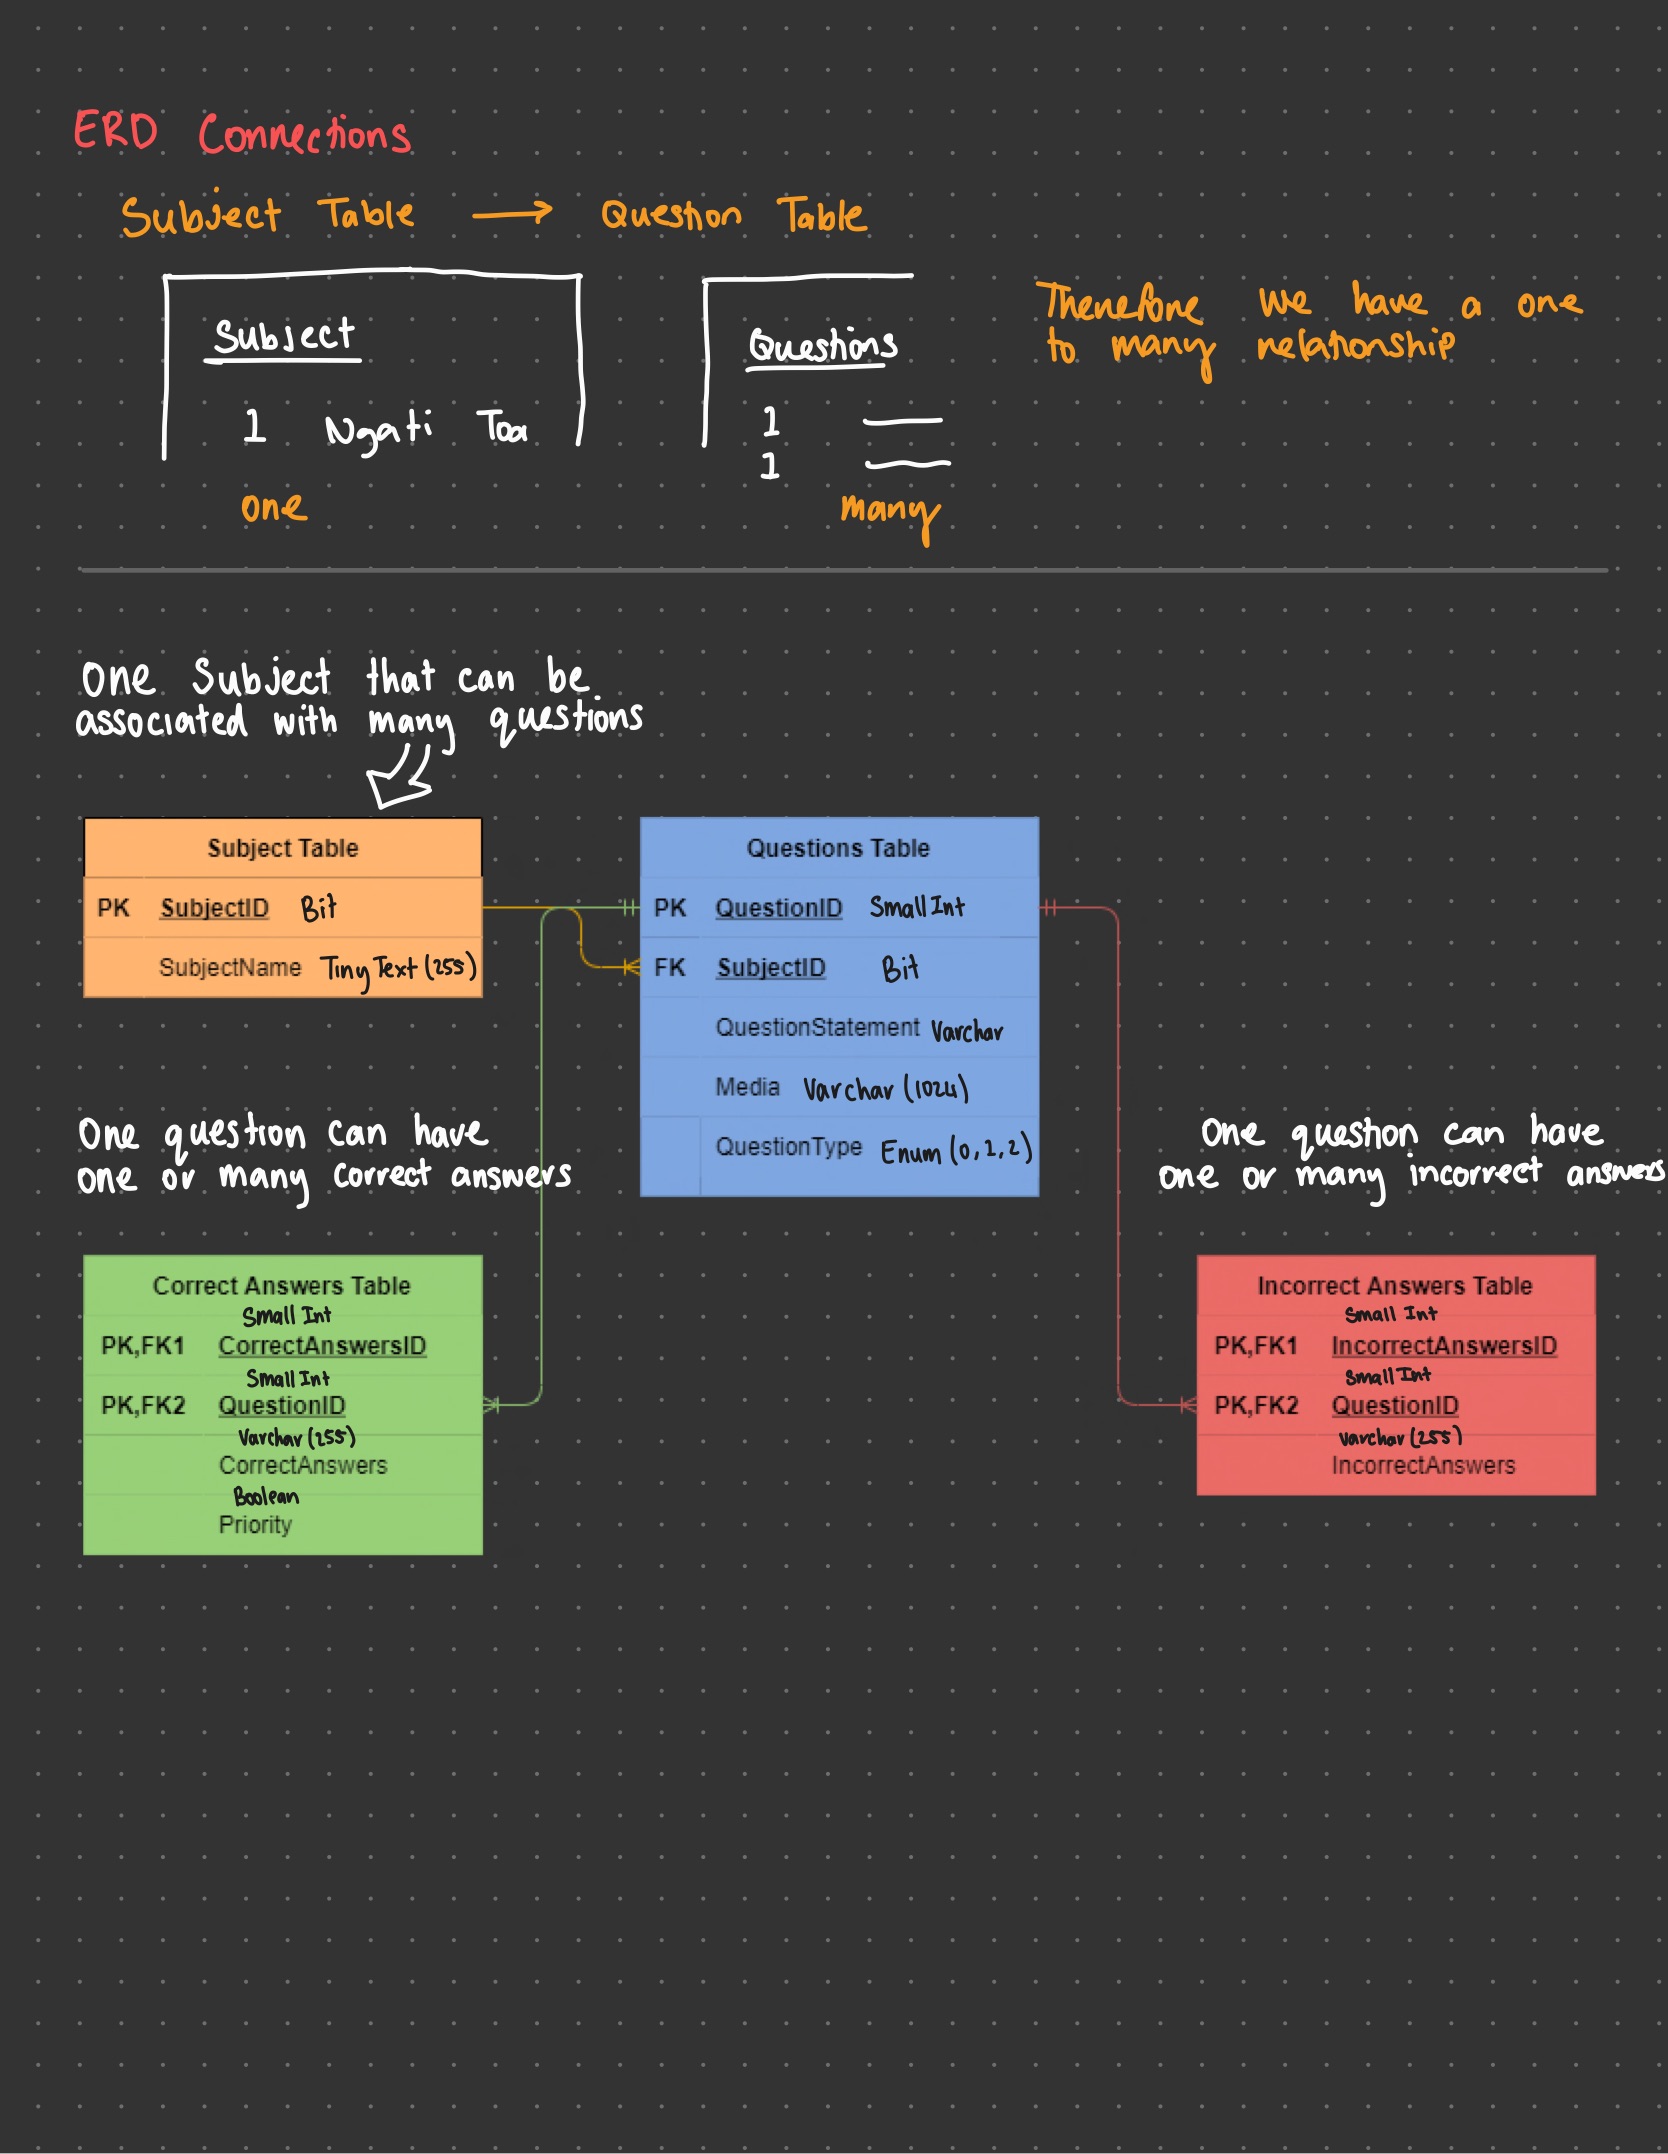 ERD Connections
Subject Table → Question Table
Subject
1 Ngati Toa
one
Questions
1
1
many
Therefore we have a one
to many relationship
One Subject that can be
associated with many questions
Subject Table
PK SubjectID Bit
SubjectName TinyText (255)
Questions Table
PK QuestionID SmallInt
FK SubjectID Bit
QuestionStatement Varchar
Media Varchar (1024)
QuestionType Enum (0,1,2)
One question can have
one or many correct answers
One question can have
one or many incorrect answers
Correct Answers Table
Small Int
PK,FK1 CorrectAnswersID
Small Int
PK,FK2 QuestionID
Varchar (255)
CorrectAnswers
Boolean
Priority
Incorrect Answers Table
Small Int
PK,FK1 IncorrectAnswersID
Small Int
PK,FK2 QuestionID
Varchar (255)
IncorrectAnswers